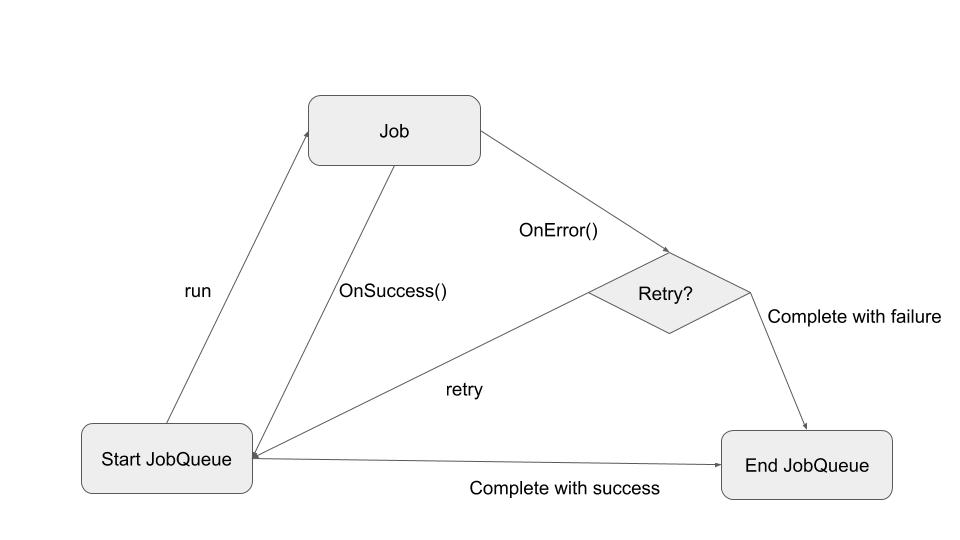 Job
OnError()
run
OnSuccess()
Retry?
Complete with failure
retry
Start JobQueue
End JobQueue
Complete with success